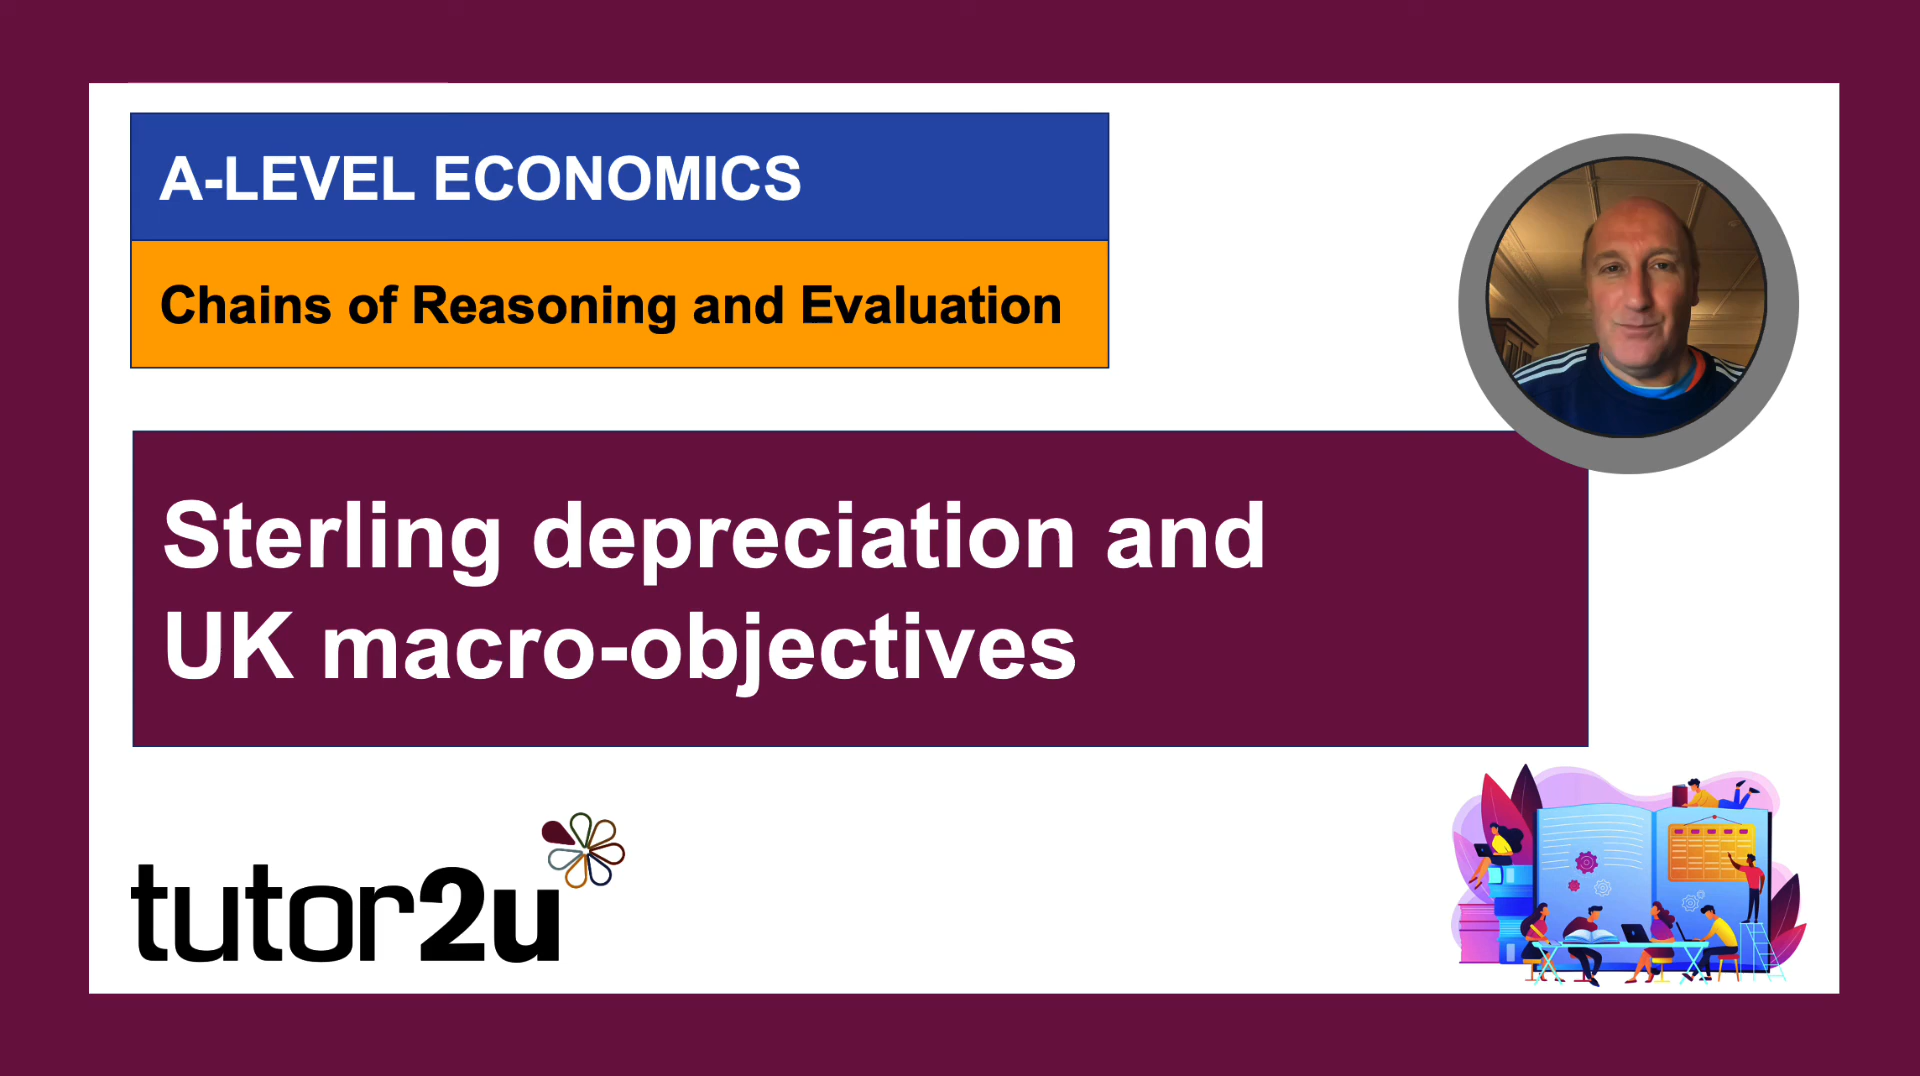 A-LEVEL ECONOMICS
Chains of Reasoning and Evaluation
Sterling depreciation and
UK macro-objectives
tutor2u